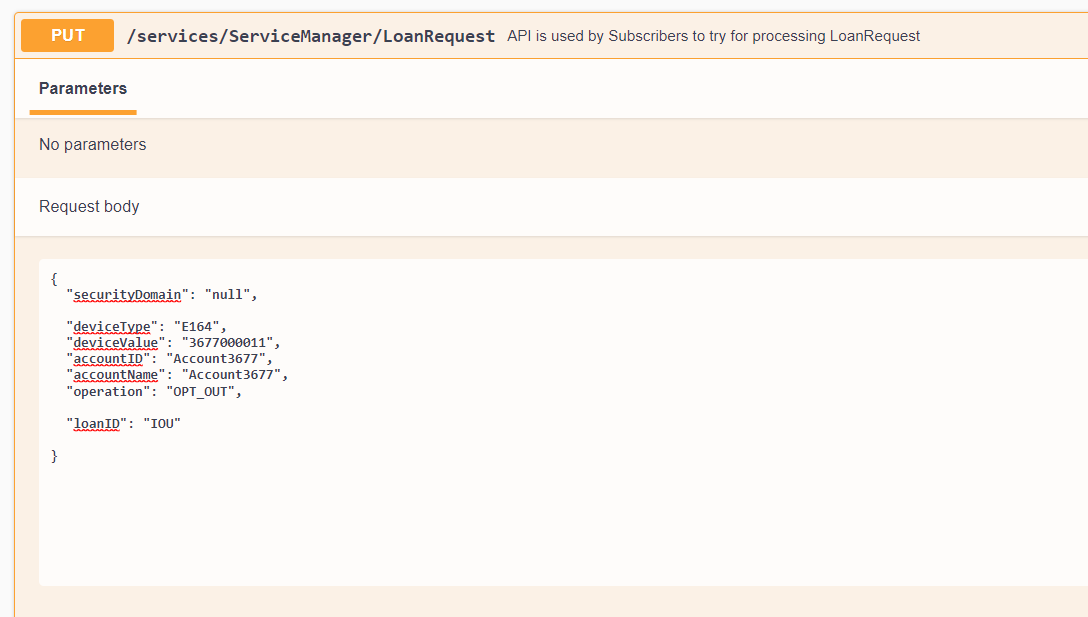 PUT /services/ServiceManager/LoanRequest API is used by Subscribers to try for processing LoanRequest
Parameters
No parameters
Request body
{
"securityDomain": "null",
"deviceType": "E164",
"deviceValue": "3677000011",
"accountID": "Account3677",
"accountName": "Account3677",
"operation": "OPT_OUT",
"loanID": "IOU"
}